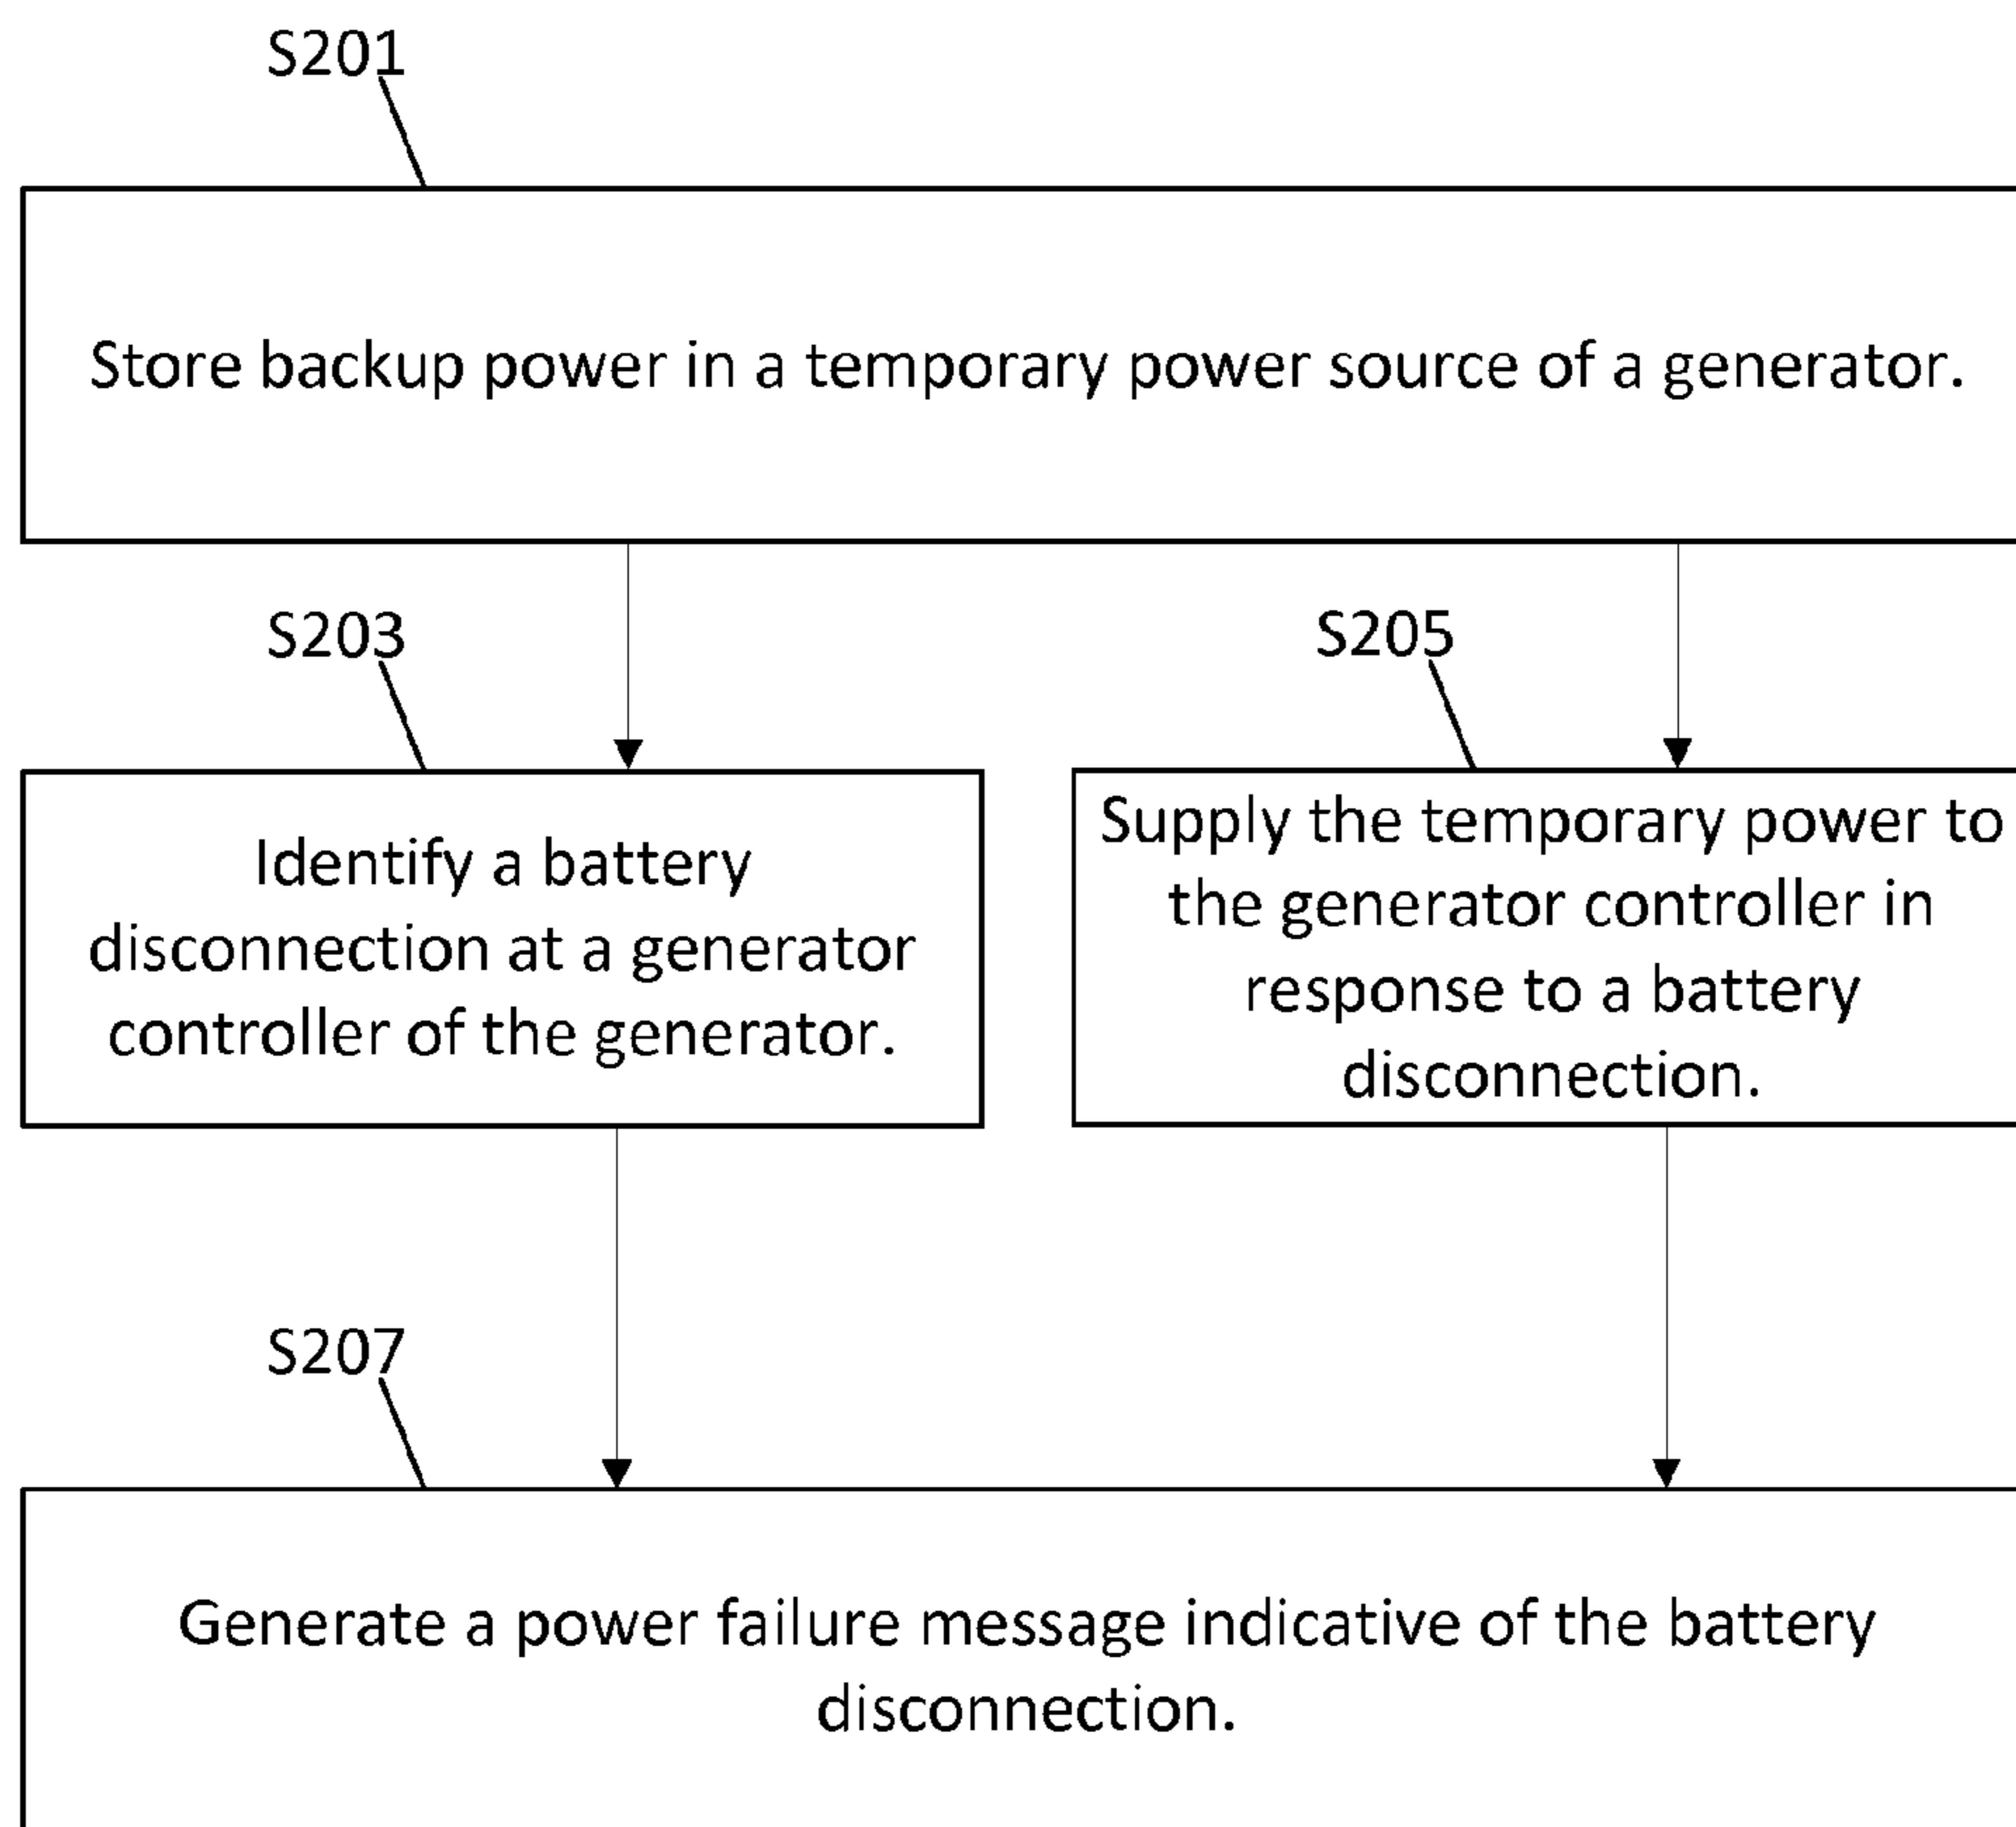 S201
Store backup power in a temporary power source of a generator.
S203
Identify a battery
disconnection at a generator
controller of the generator.
S205
Supply the temporary power to
the generator controller in
response to a battery
disconnection.
S207
Generate a power failure message indicative of the battery
disconnection.